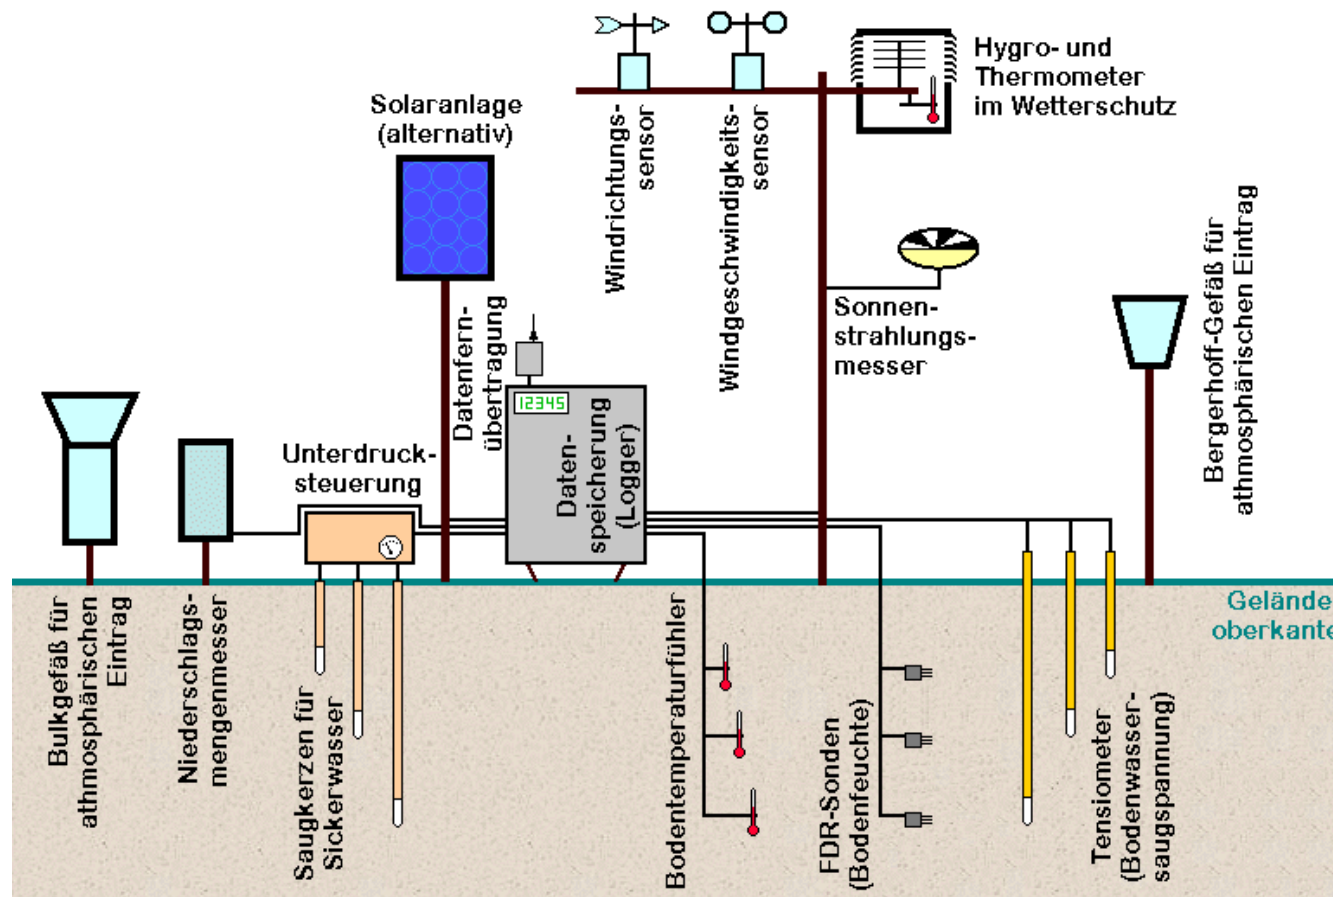 Hygro- und
Thermometer
im Wetterschutz
Solaranlage
(alternativ)
Windrichtungs-
sensor
Windgeschwindigkeits-
sensor
Sonnen-
strahlungs-
messer
Bergerhoff-Gefäß für
athmosphärischen Eintrag
Datenfern-
übertragung
12345
Daten-
speicherung
(Logger)
Unterdruck-
steuerung
Gelände
oberkante
Bulkgefäß für
athmosphärischen
Eintrag
Niederschlags-
mengenmesser
Saugkerzen für
Sickerwasser
Bodentemperaturfühler
FDR-Sonden
(Bodenfeuchte)
Tensiometer
(Bodenwasser-
saugspannung)